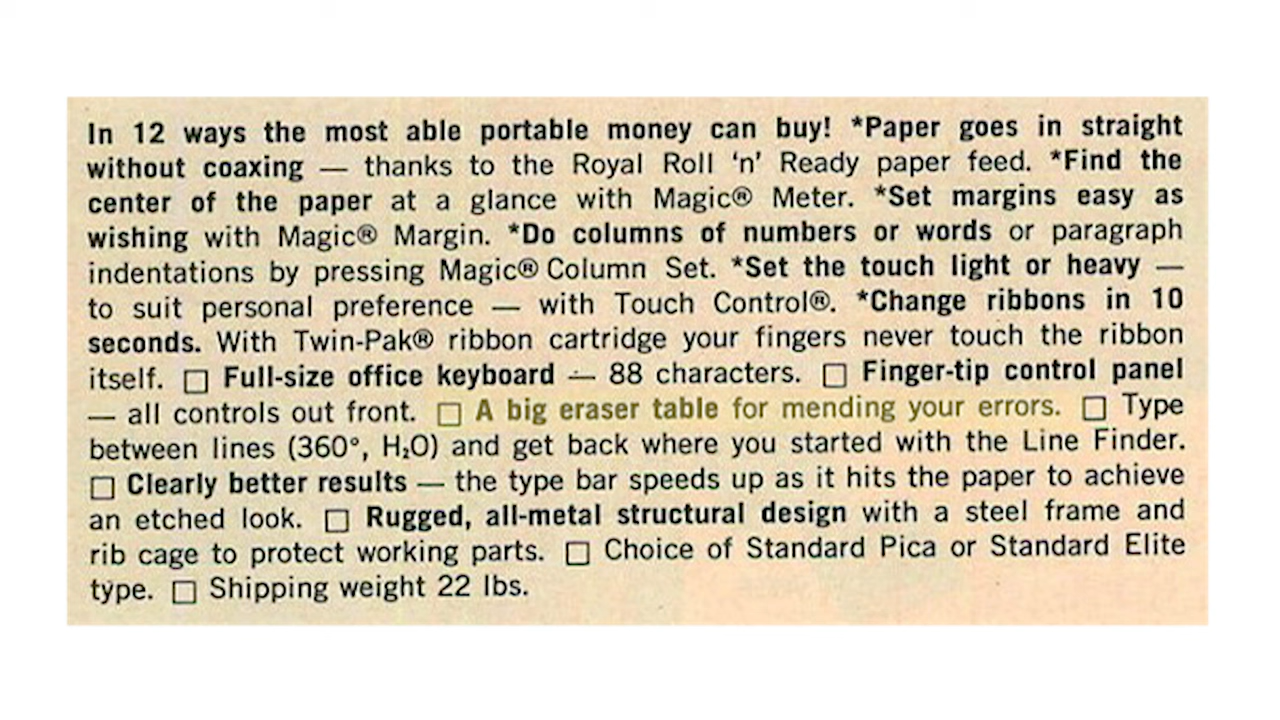 In 12 ways the most able portable money can buy! *Paper goes in straight
without coaxing — thanks to the Royal Roll ‘n’ Ready paper feed. *Find the
center of the paper at a glance with Magic® Meter. *Set margins easy as
wishing with Magic® Margin. *Do columns of numbers or words or paragraph
indentations by pressing Magic® Column Set. *Set the touch light or heavy —
to suit personal preference — with Touch Control®. *Change ribbons in 10
seconds. With Twin-Pak® ribbon cartridge your fingers never touch the ribbon
itself. □ Full-size office keyboard — 88 characters. □ Finger-tip control panel
— all controls out front. □ A big eraser table for mending your errors. □ Type
between lines (360°, H₂O) and get back where you started with the Line Finder.
□ Clearly better results — the type bar speeds up as it hits the paper to achieve
an etched look. □ Rugged, all-metal structural design with a steel frame and
rib cage to protect working parts. □ Choice of Standard Pica or Standard Elite
type. □ Shipping weight 22 lbs.